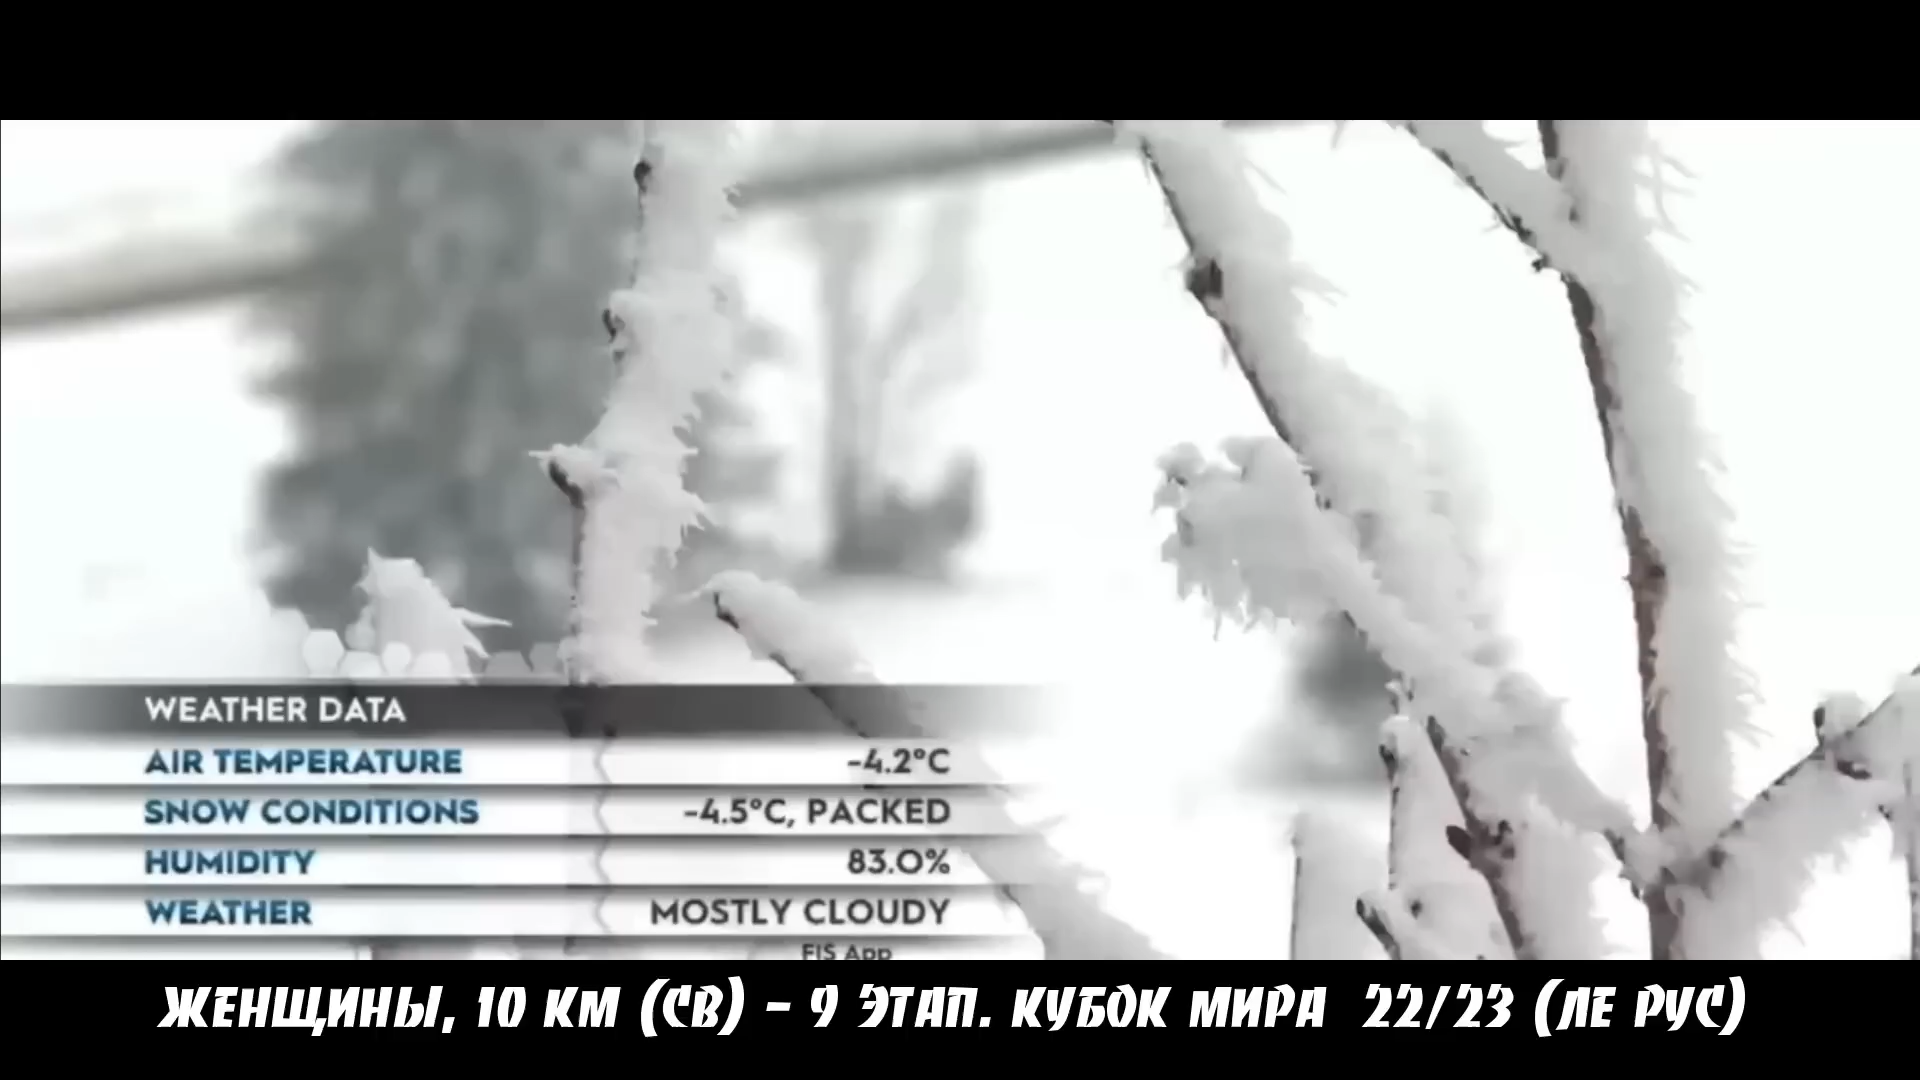 WEATHER DATA
AIR TEMPERATURE -4.2°C
SNOW CONDITIONS -4.5°C, PACKED
HUMIDITY 83.0%
WEATHER MOSTLY CLOUDY
FIS App
ЖЕНЩИНЫ, 10 КМ (СВ) - 9 ЭТАП. КУБОК МИРА 22/23 (ЛЕ РУС)